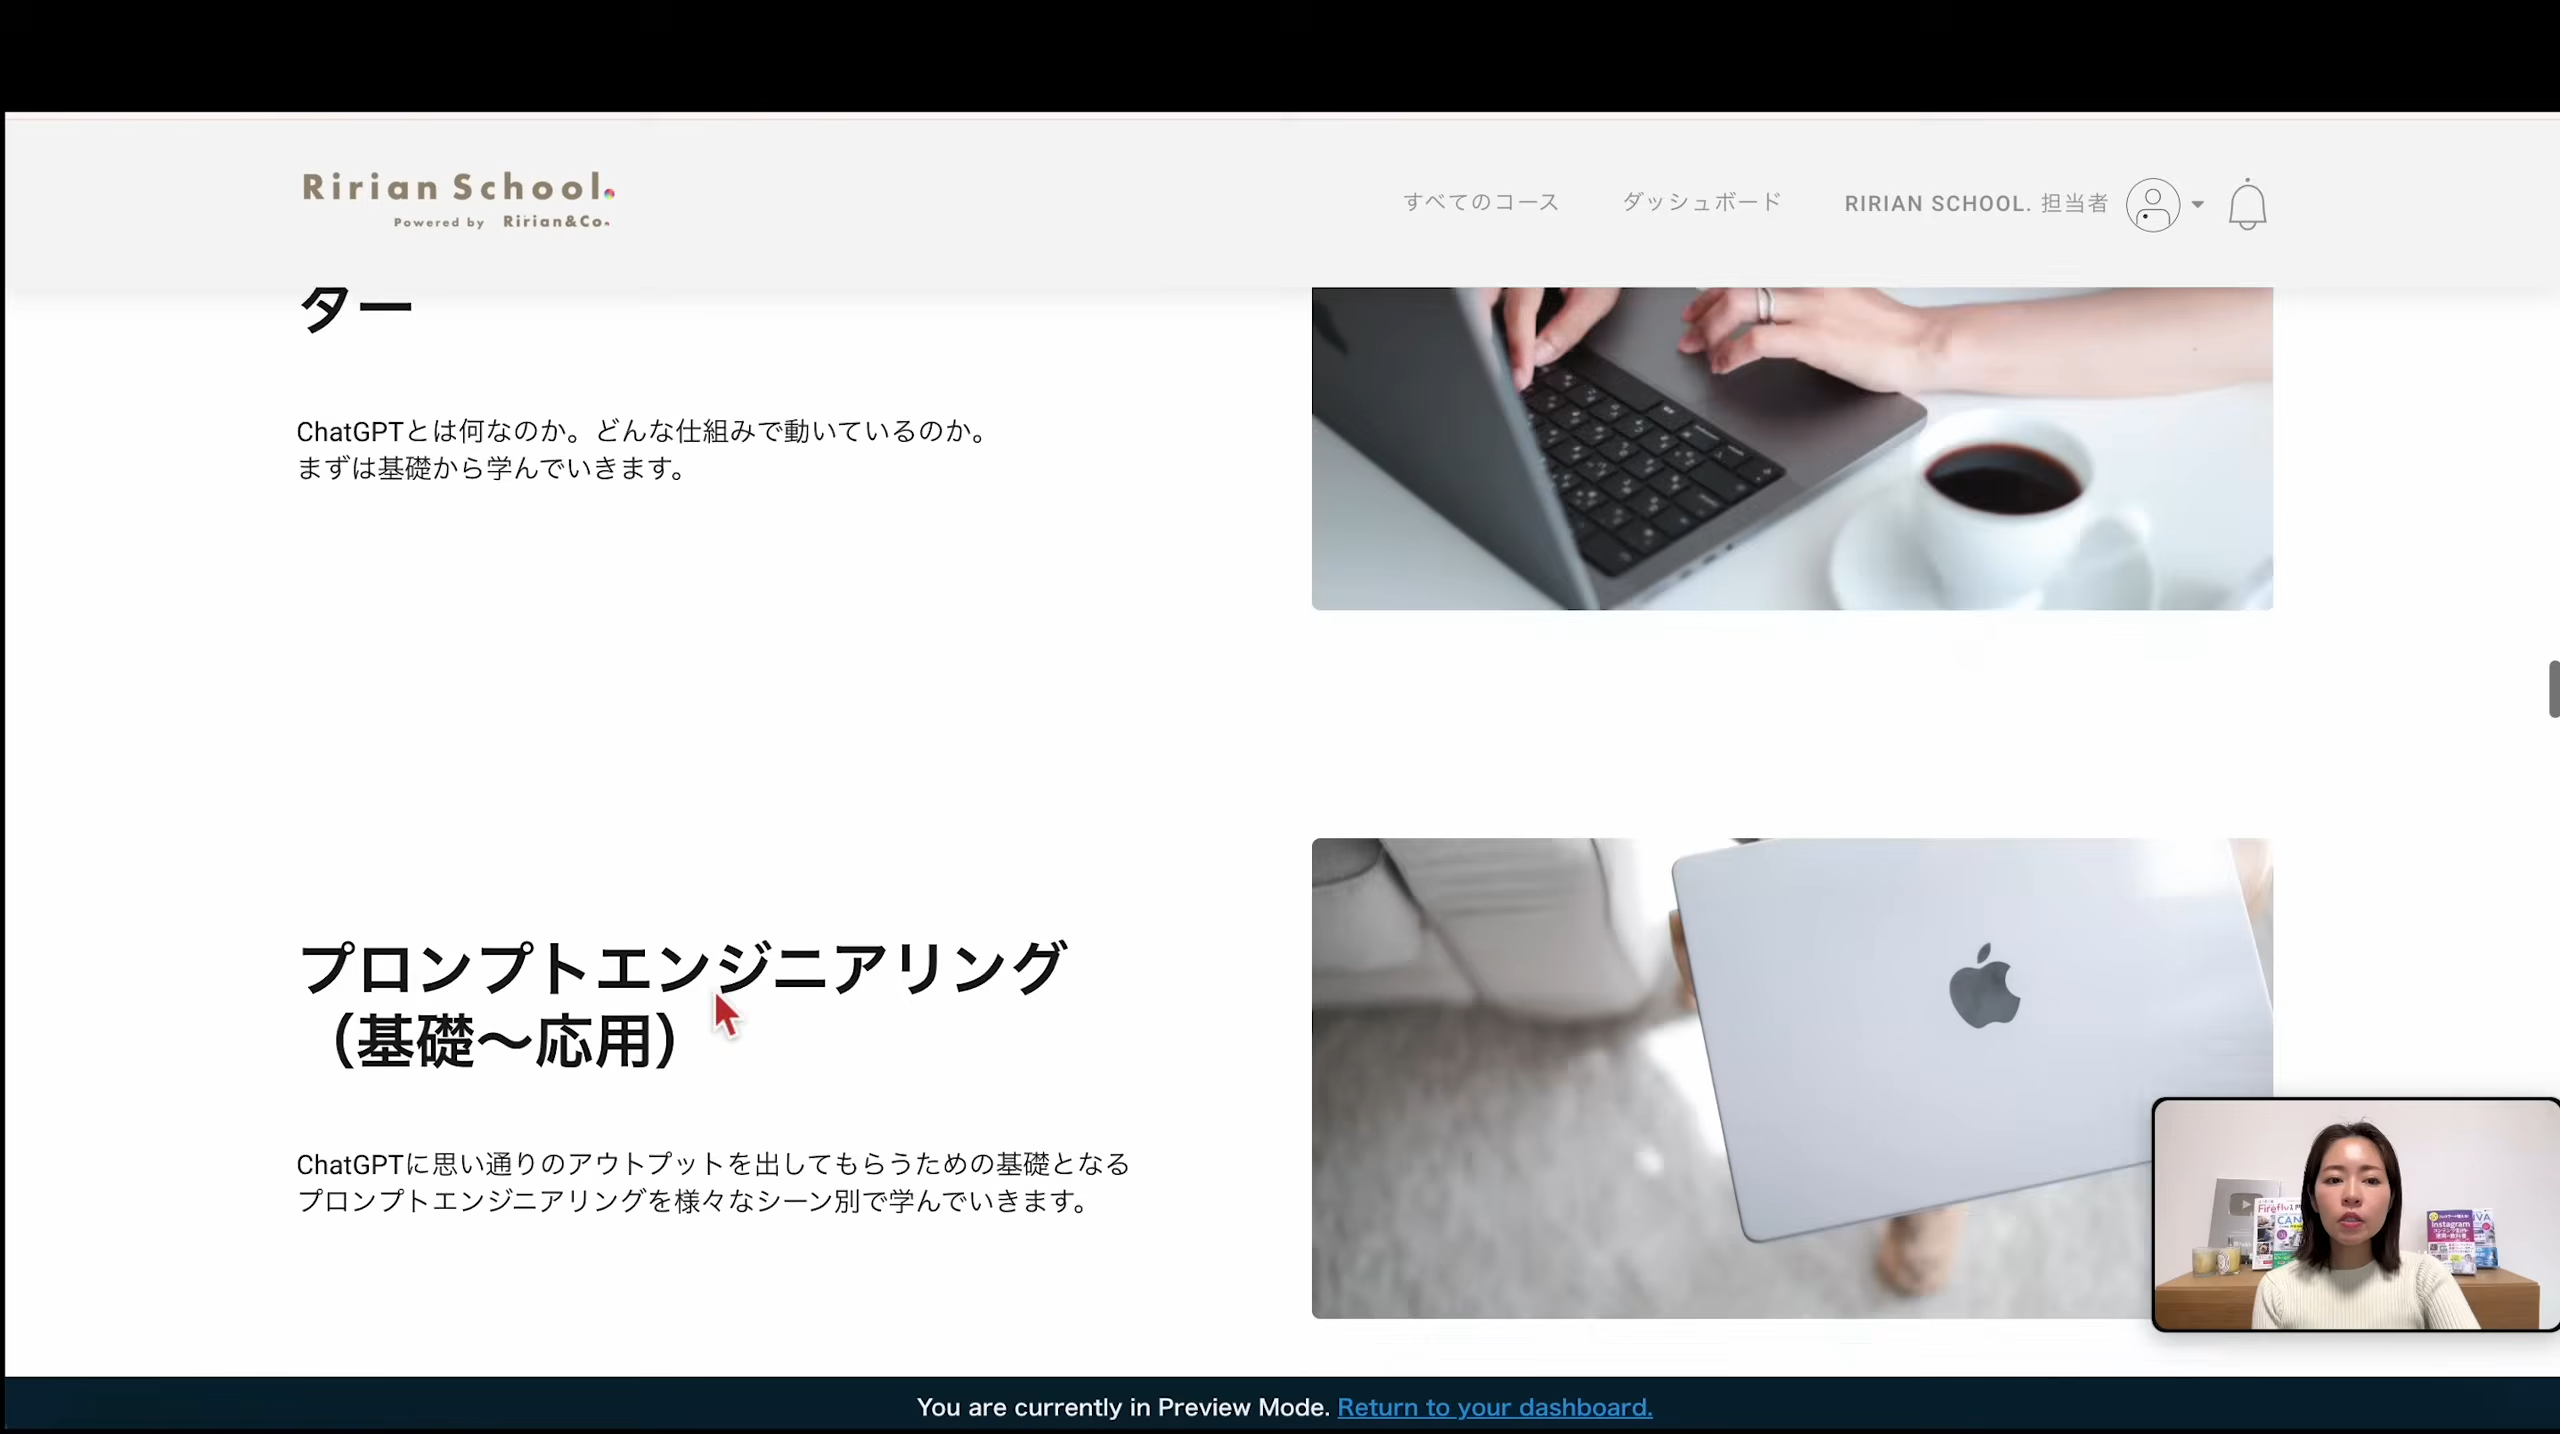 Ririan School.
Powered by Ririan&Co.
すべてのコース
ダッシュボード
RIRIAN SCHOOL. 担当者
ター
ChatGPTとは何なのか。どんな仕組みで動いているのか。
まずは基礎から学んでいきます。
プロンプトエンジニアリング
（基礎〜応用）
ChatGPTに思い通りのアウトプットを出してもらうための基礎となる
プロンプトエンジニアリングを様々なシーン別で学んでいきます。
Firefly
CAN
Instagram
VA
You are currently in Preview Mode. Return to your dashboard.